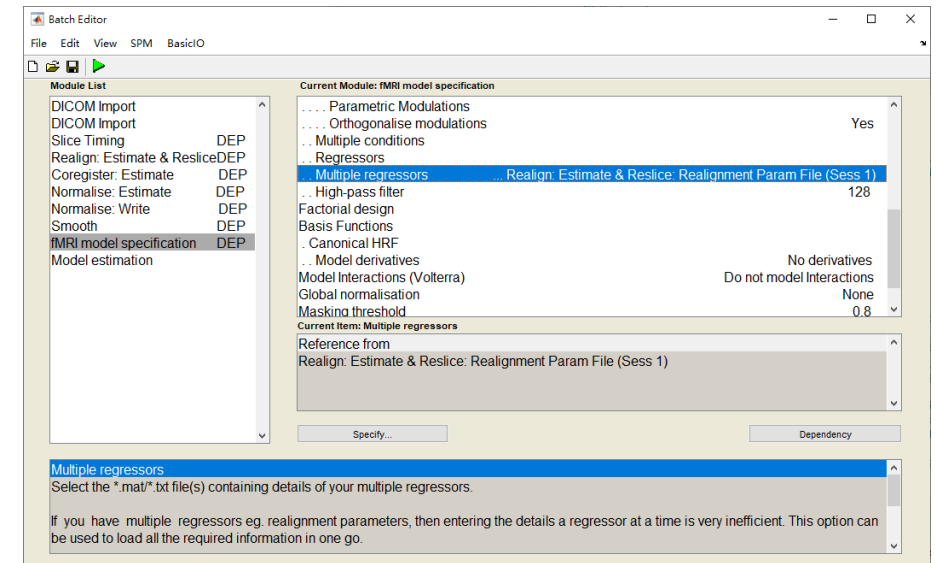 Batch Editor
File Edit View SPM BasicIO
Module List
DICOM Import
DICOM Import
Slice Timing DEP
Realign: Estimate & ResliceDEP
Coregister: Estimate DEP
Normalise: Estimate DEP
Normalise: Write DEP
Smooth DEP
fMRI model specification DEP
Model estimation
Current Module: fMRI model specification
. . . . Parametric Modulations
. . . . Orthogonalise modulations Yes
. . Multiple conditions
. . Regressors
. . Multiple regressors ... Realign: Estimate & Reslice: Realignment Param File (Sess 1)
. . High-pass filter 128
Factorial design
Basis Functions
. Canonical HRF
. . Model derivatives No derivatives
Model Interactions (Volterra) Do not model Interactions
Global normalisation None
Masking threshold 0.8
Current Item: Multiple regressors
Reference from
Realign: Estimate & Reslice: Realignment Param File (Sess 1)
Specify... Dependency
Multiple regressors
Select the *.mat/*.txt file(s) containing details of your multiple regressors.
If you have multiple regressors eg. realignment parameters, then entering the details a regressor at a time is very inefficient. This option can
be used to load all the required information in one go.